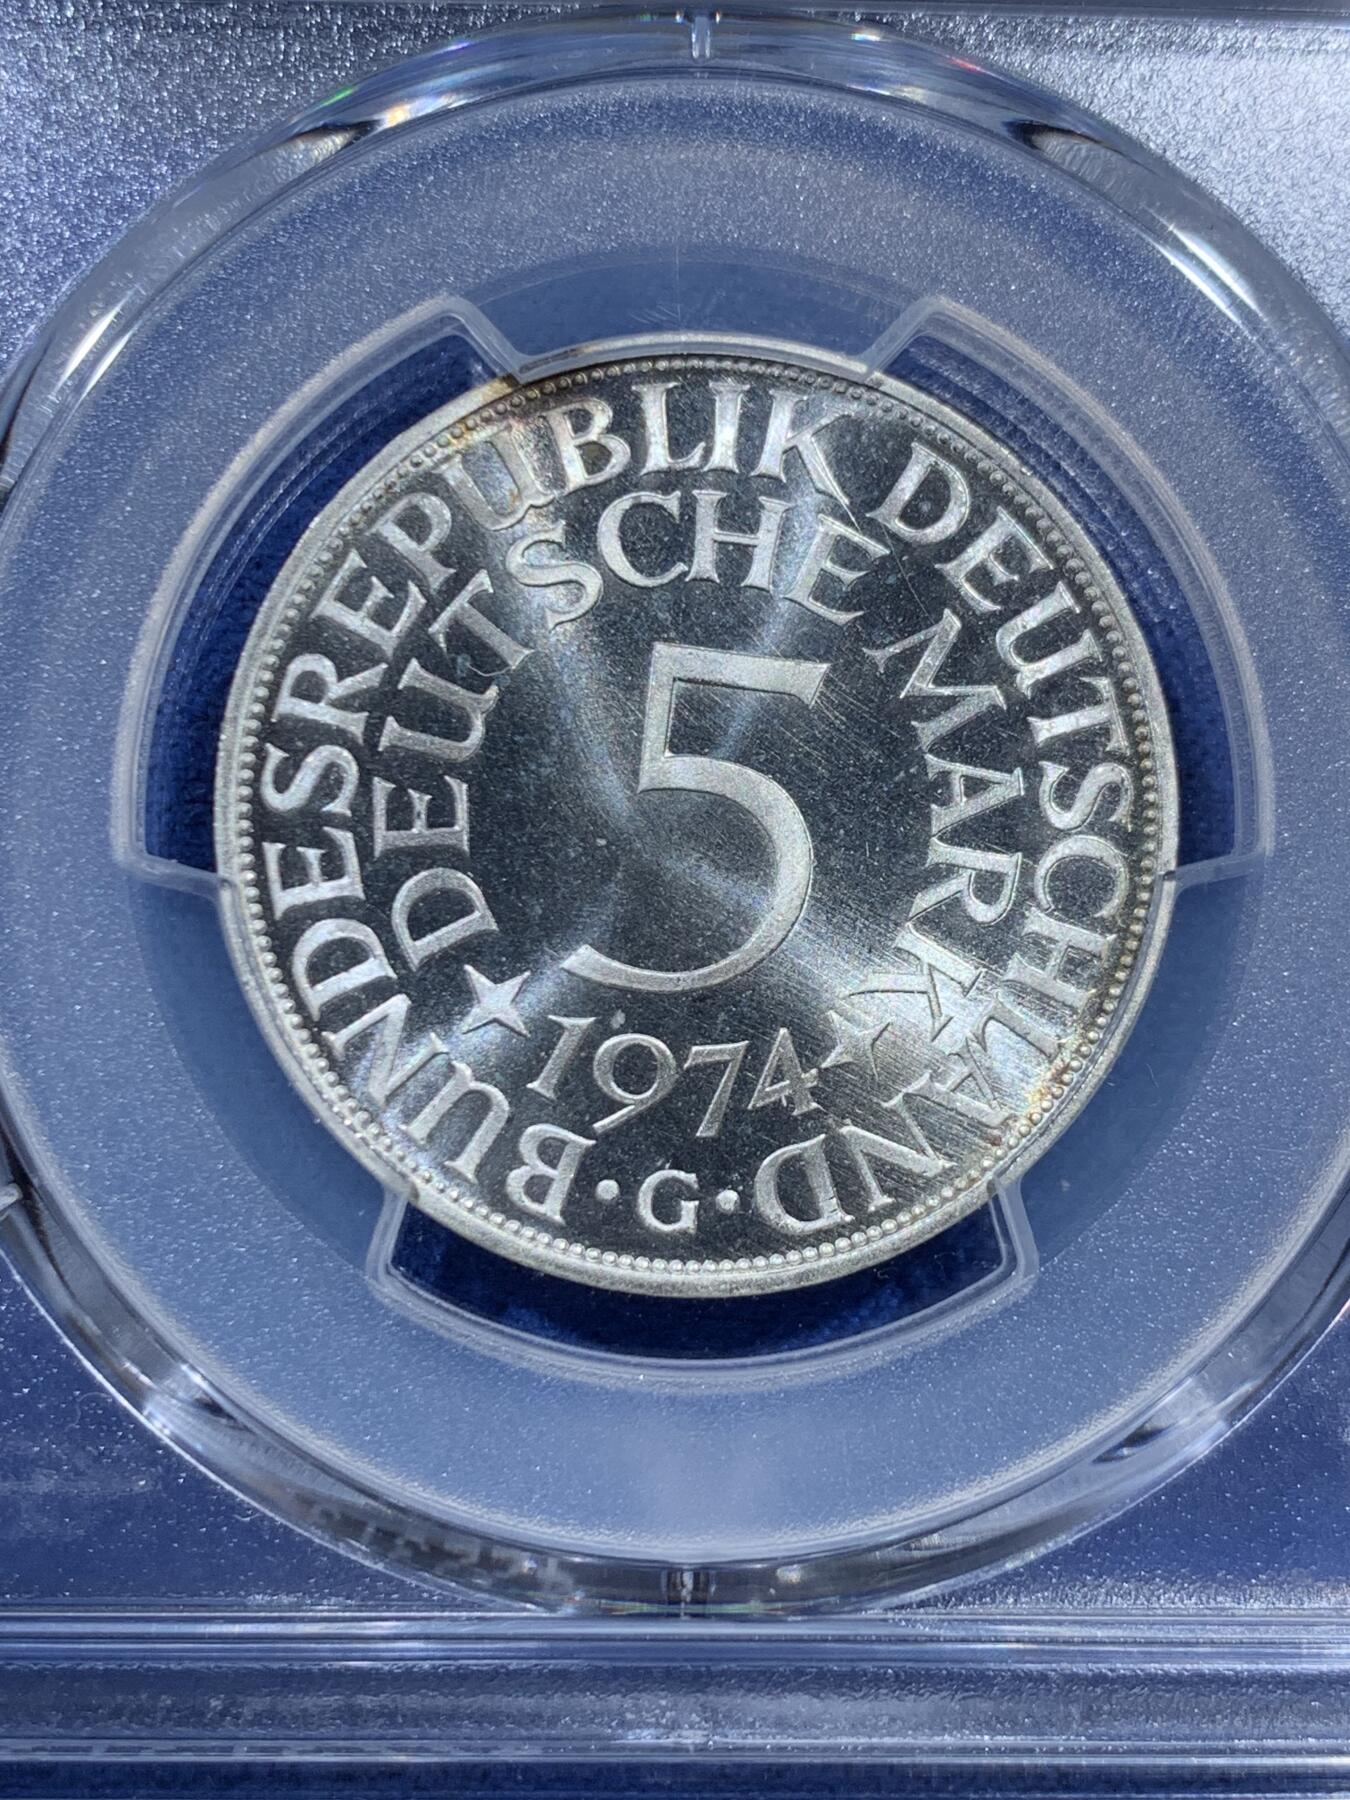 BUNDESREPUBLIK DEUTSCHLAND
DEUTSCHE MARK
5
1974
· G ·